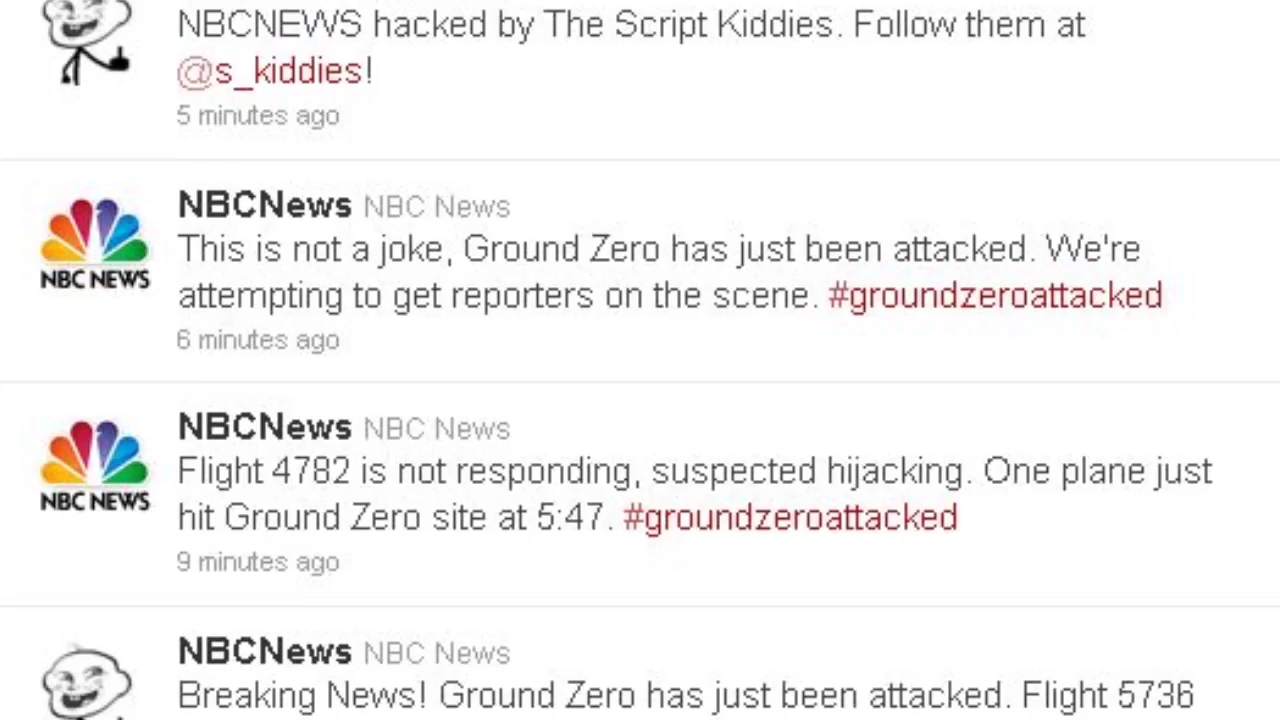 NBCNEWS hacked by The Script Kiddies. Follow them at
@s_kiddies!
5 minutes ago
NBCNews NBC News
NBC NEWS
This is not a joke, Ground Zero has just been attacked. We're
attempting to get reporters on the scene. #groundzeroattacked
6 minutes ago
NBCNews NBC News
NBC NEWS
Flight 4782 is not responding, suspected hijacking. One plane just
hit Ground Zero site at 5:47. #groundzeroattacked
9 minutes ago
NBCNews NBC News
Breaking News! Ground Zero has just been attacked. Flight 5736